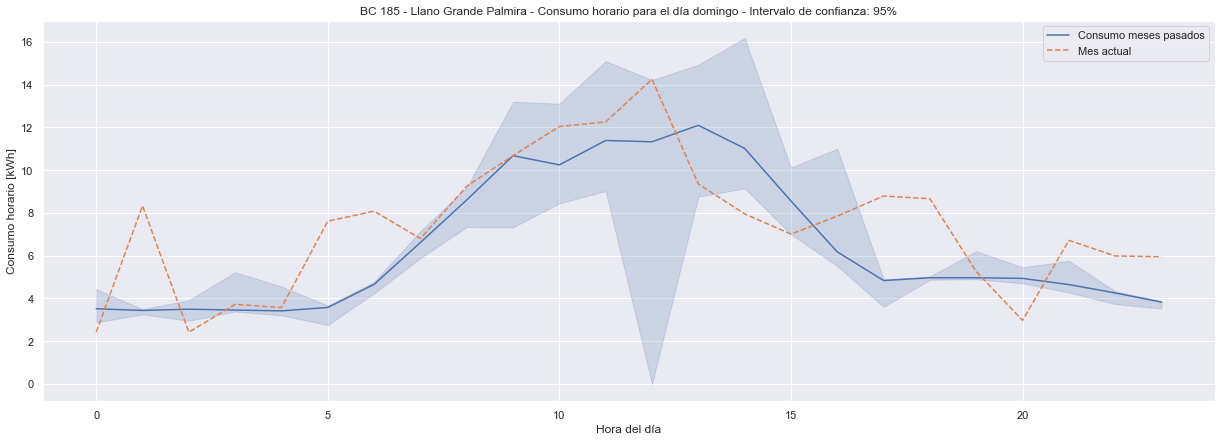 BC 185 - Llano Grande Palmira - Consumo horario para el día domingo - Intervalo de confianza: 95%
Consumo meses pasados
Mes actual
Consumo horario [kWh]
16
14
12
10
8
6
4
2
0
0 5 10 15 20
Hora del día